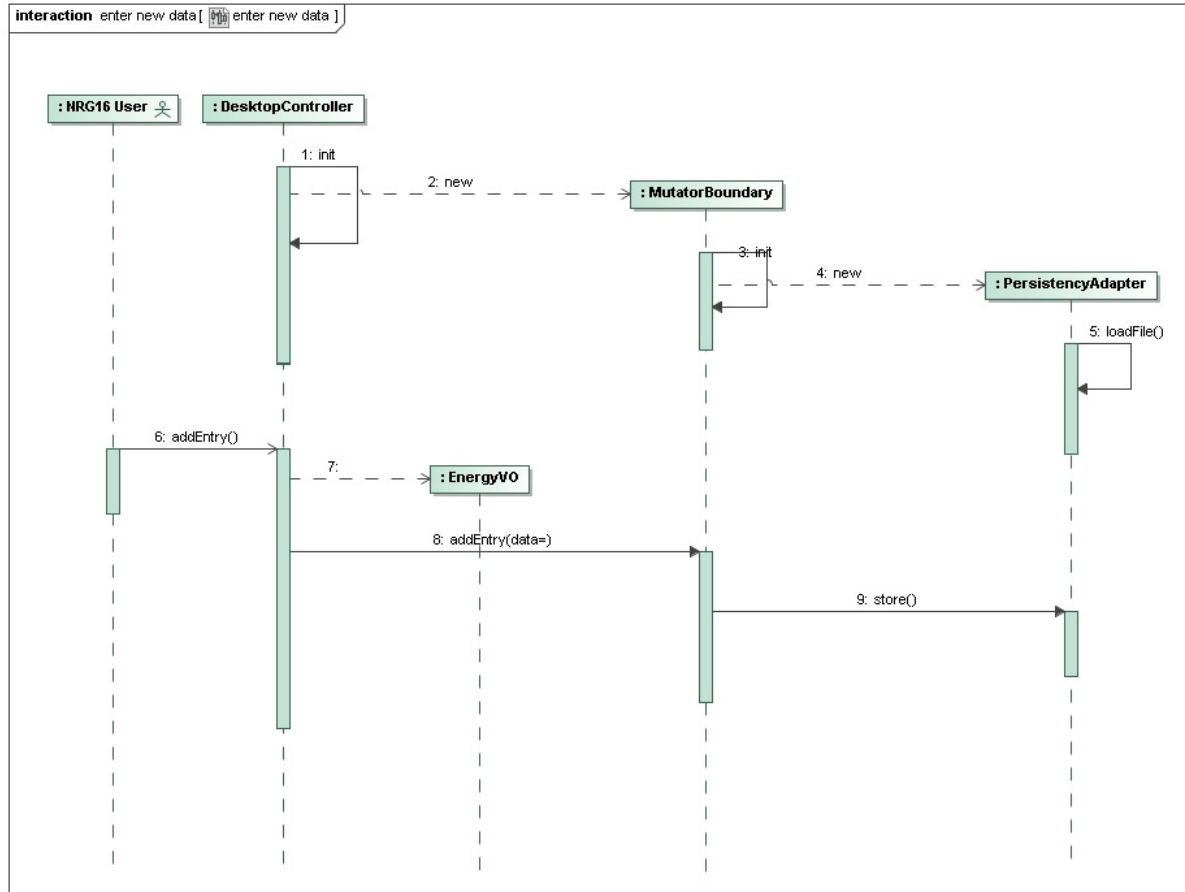 interaction enter new data [ enter new data ]
: NRG16 User
: DesktopController
1: init
2: new
: MutatorBoundary
3: init
4: new
: PersistencyAdapter
5: loadFile()
6: addEntry()
7:
: EnergyVO
8: addEntry(data=)
9: store()